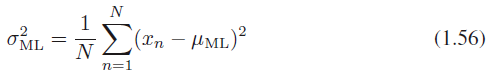 σ²_ML = 1/N ∑_{n=1}^{N} (x_n − μ_ML)² (1.56)